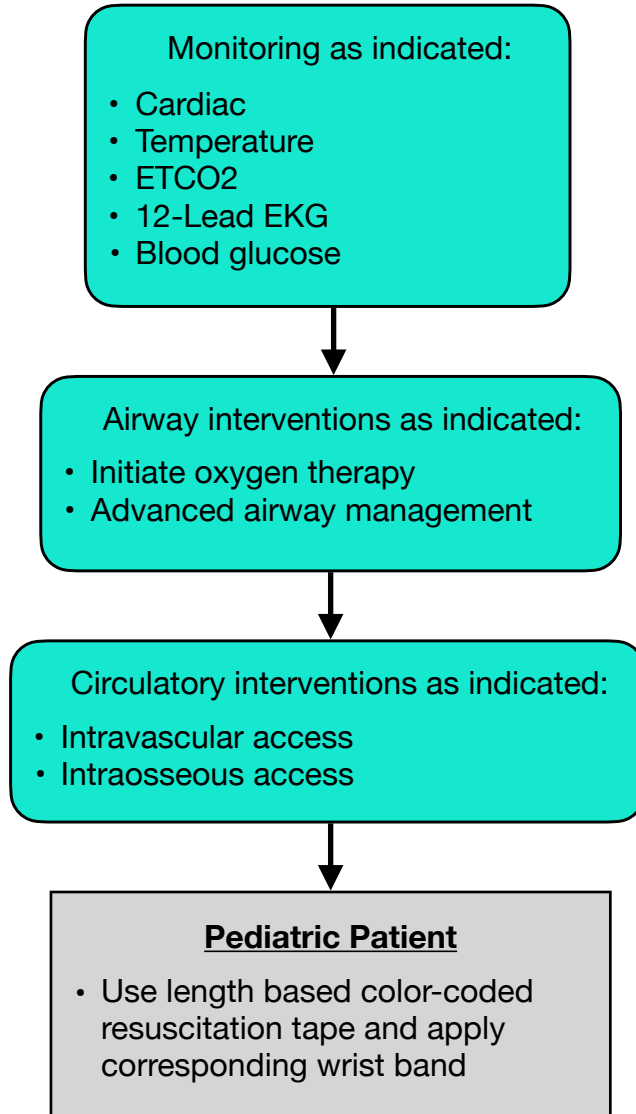 Monitoring as indicated:
• Cardiac
• Temperature
• ETCO2
• 12-Lead EKG
• Blood glucose
Airway interventions as indicated:
• Initiate oxygen therapy
• Advanced airway management
Circulatory interventions as indicated:
• Intravascular access
• Intraosseous access
Pediatric Patient
• Use length based color-coded
resuscitation tape and apply
corresponding wrist band